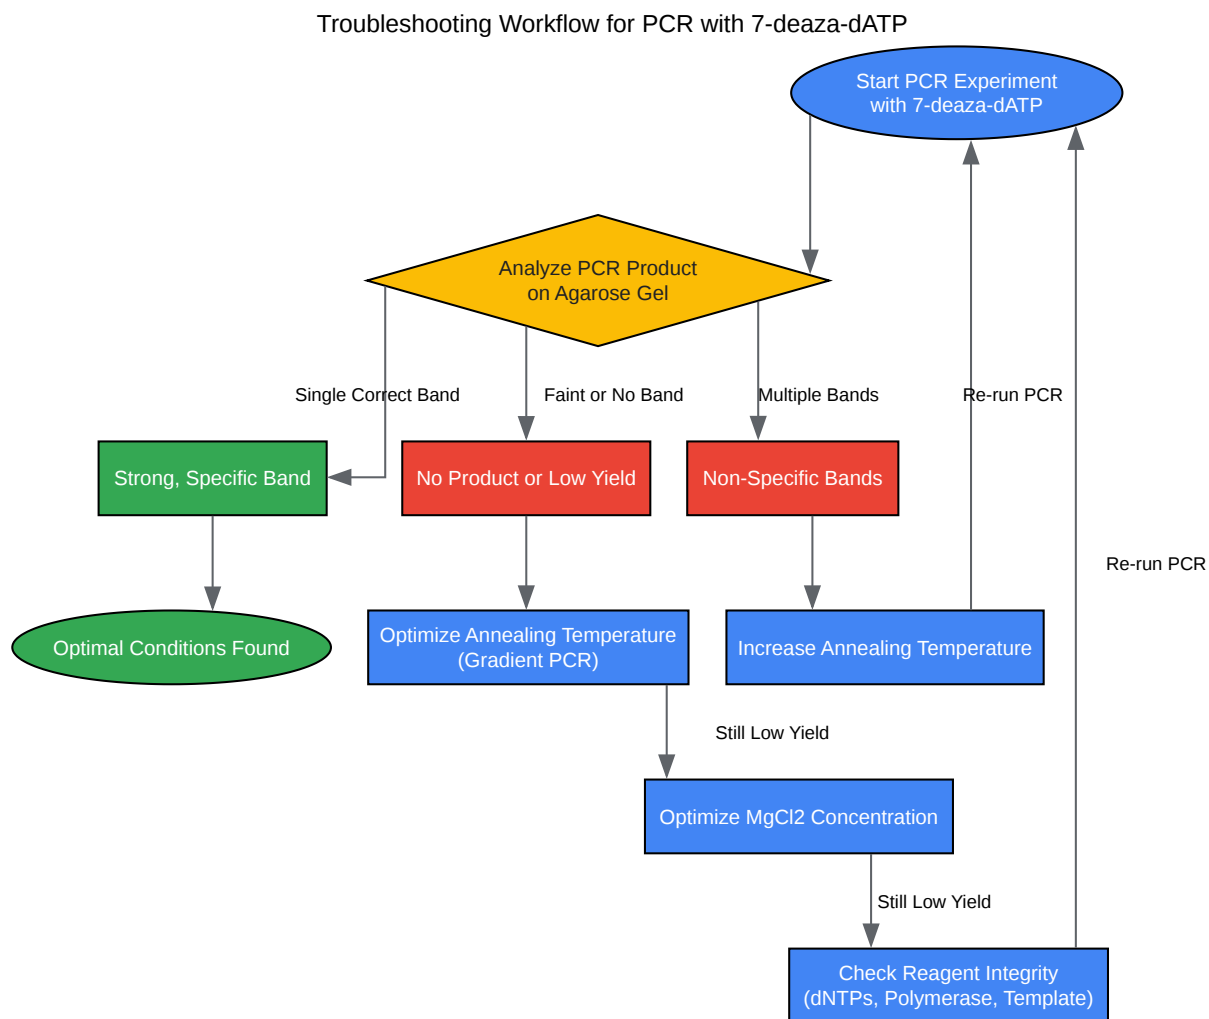 Troubleshooting Workflow for PCR with 7-deaza-dATP
Start PCR Experiment
with 7-deaza-dATP
Analyze PCR Product
on Agarose Gel
Single Correct Band
Faint or No Band
Multiple Bands
Re-run PCR
Strong, Specific Band
No Product or Low Yield
Non-Specific Bands
Re-run PCR
Optimal Conditions Found
Optimize Annealing Temperature
(Gradient PCR)
Increase Annealing Temperature
Still Low Yield
Optimize MgCl2 Concentration
Still Low Yield
Check Reagent Integrity
(dNTPs, Polymerase, Template)